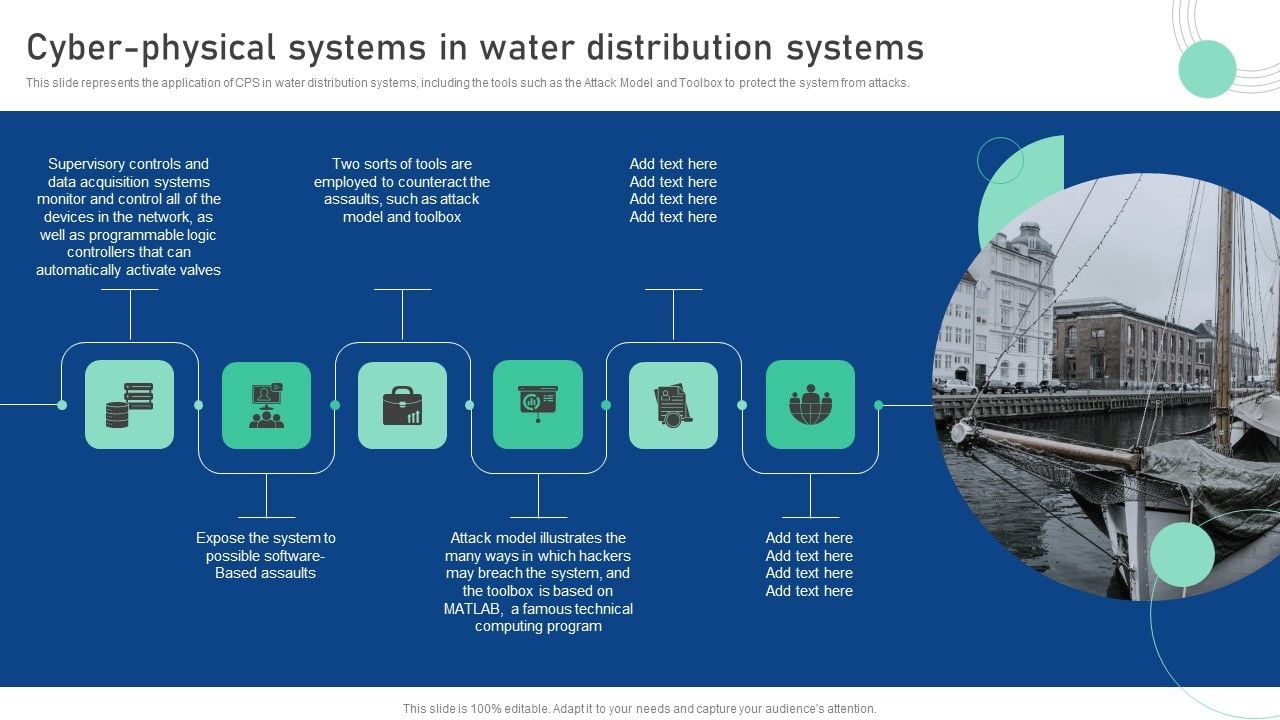 Cyber-physical systems in water distribution systems
This slide represents the application of CPS in water distribution systems, including the tools such as the Attack Model and Toolbox to protect the system from attacks.
Supervisory controls and
data acquisition systems
monitor and control all of the
devices in the network, as
well as programmable logic
controllers that can
automatically activate valves
Expose the system to
possible software-
Based assaults
Two sorts of tools are
employed to counteract the
assaults, such as attack
model and toolbox
Attack model illustrates the
many ways in which hackers
may breach the system, and
the toolbox is based on
MATLAB, a famous technical
computing program
Add text here
Add text here
Add text here
Add text here
Add text here
Add text here
Add text here
Add text here
This slide is 100% editable. Adapt it to your needs and capture your audience's attention.